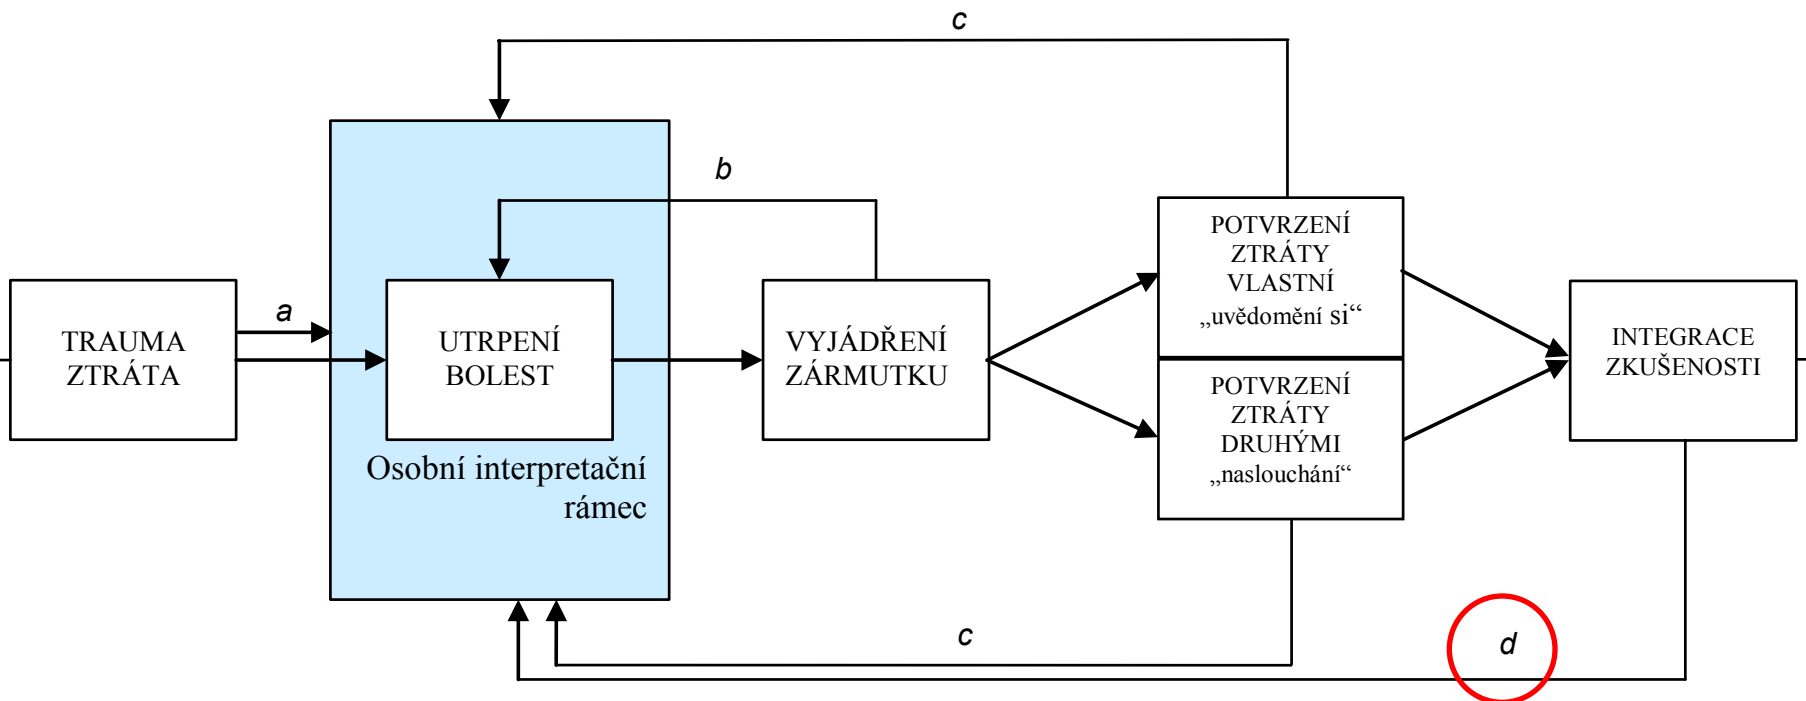 c
b
a
TRAUMA
ZTRÁTA
UTRPENÍ
BOLEST
Osobní interpretační
rámec
VYJÁDŘENÍ
ZÁRMUTKU
POTVRZENÍ
ZTRÁTY
VLASTNÍ
„uvědomění si“
POTVRZENÍ
ZTRÁTY
DRUHÝMI
„naslouchání“
INTEGRACE
ZKUŠENOSTI
c
d